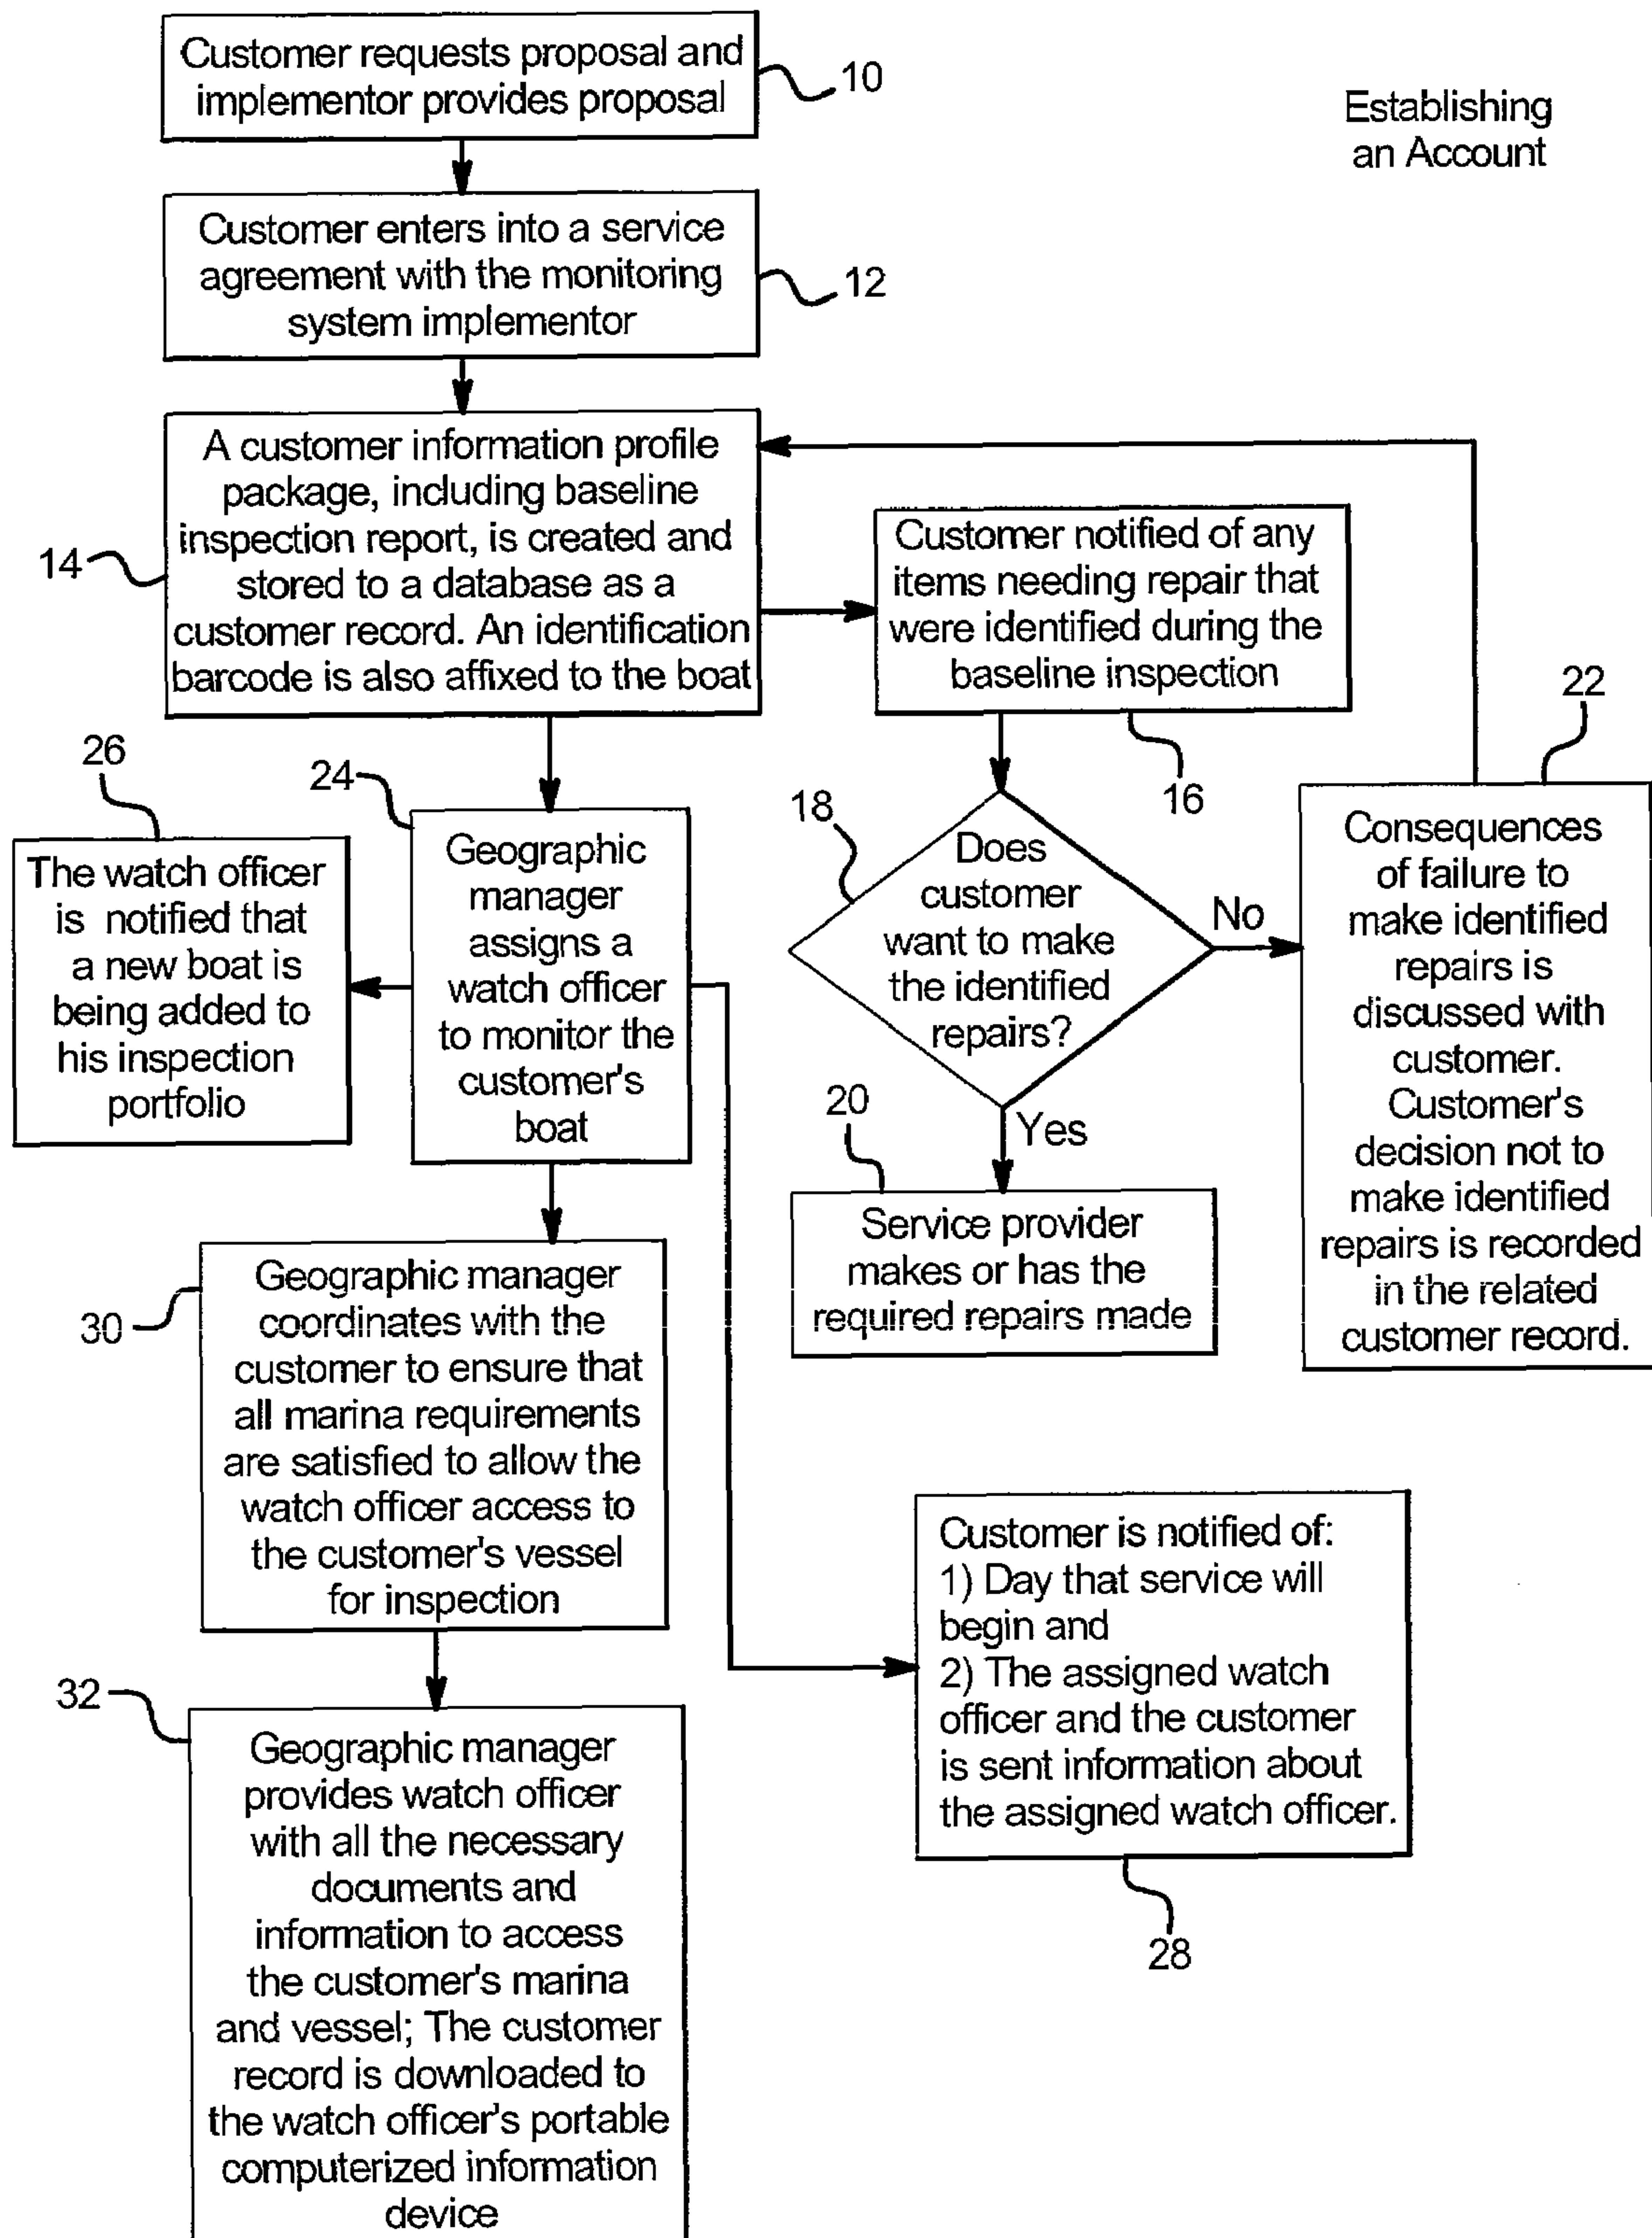 Customer requests proposal and
implementor provides proposal
10
Establishing
an Account
Customer enters into a service
agreement with the monitoring
system implementor
12
A customer information profile
package, including baseline
inspection report, is created and
stored to a database as a
customer record. An identification
barcode is also affixed to the boat
14
Customer notified of any
items needing repair that
were identified during the
baseline inspection
16
22
Consequences
of failure to
make identified
repairs is
discussed with
customer.
Customer's
decision not to
make identified
repairs is recorded
in the related
customer record.
18
Does
customer
want to make
the identified
repairs?
No
Yes
20
Service provider
makes or has the
required repairs made
26
The watch officer
is notified that
a new boat is
being added to
his inspection
portfolio
24
Geographic
manager
assigns a
watch officer
to monitor the
customer's
boat
30
Geographic manager
coordinates with the
customer to ensure that
all marina requirements
are satisfied to allow the
watch officer access to
the customer's vessel
for inspection
Customer is notified of:
1) Day that service will
begin and
2) The assigned watch
officer and the customer
is sent information about
the assigned watch officer.
28
32
Geographic manager
provides watch officer
with all the necessary
documents and
information to access
the customer's marina
and vessel; The customer
record is downloaded to
the watch officer's portable
computerized information
device